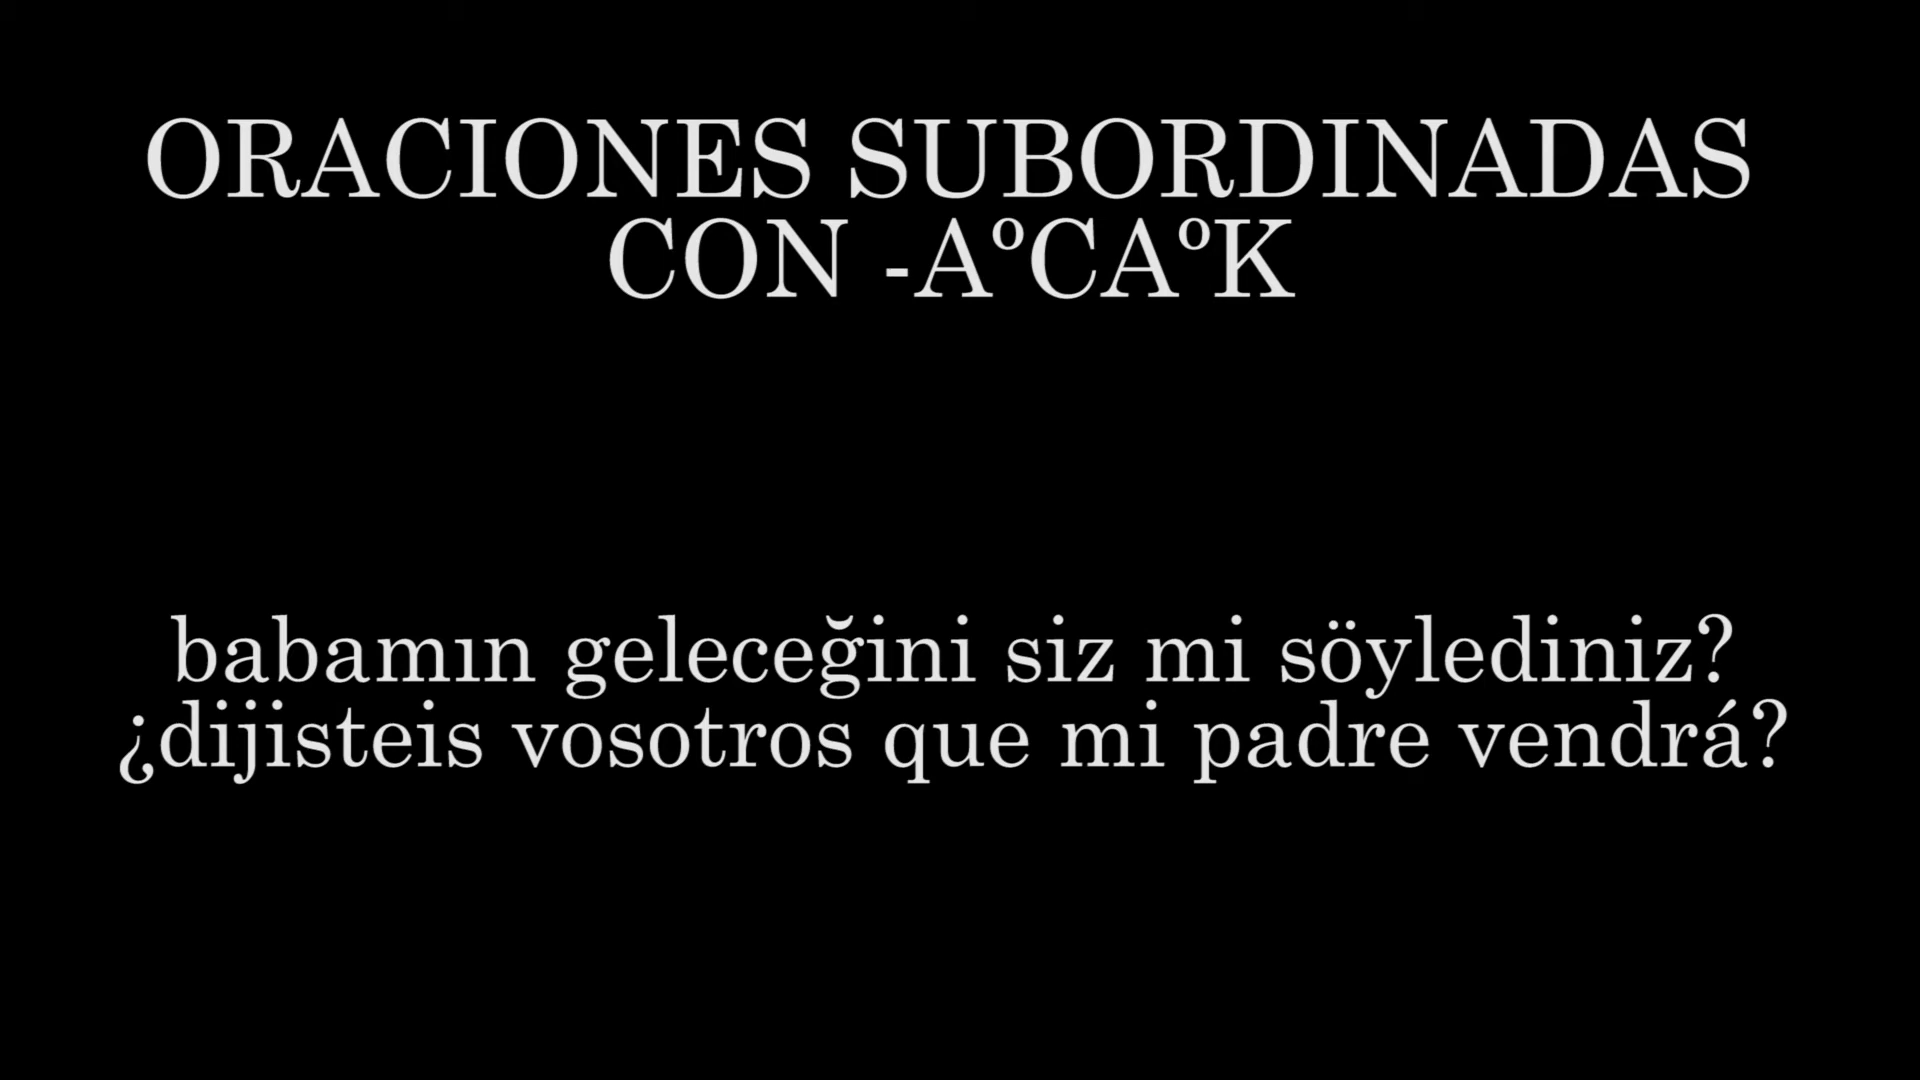 ORACIONES SUBORDINADAS
CON -AºCAºK
babamın geleceğini siz mi söylediniz?
¿dijisteis vosotros que mi padre vendrá?